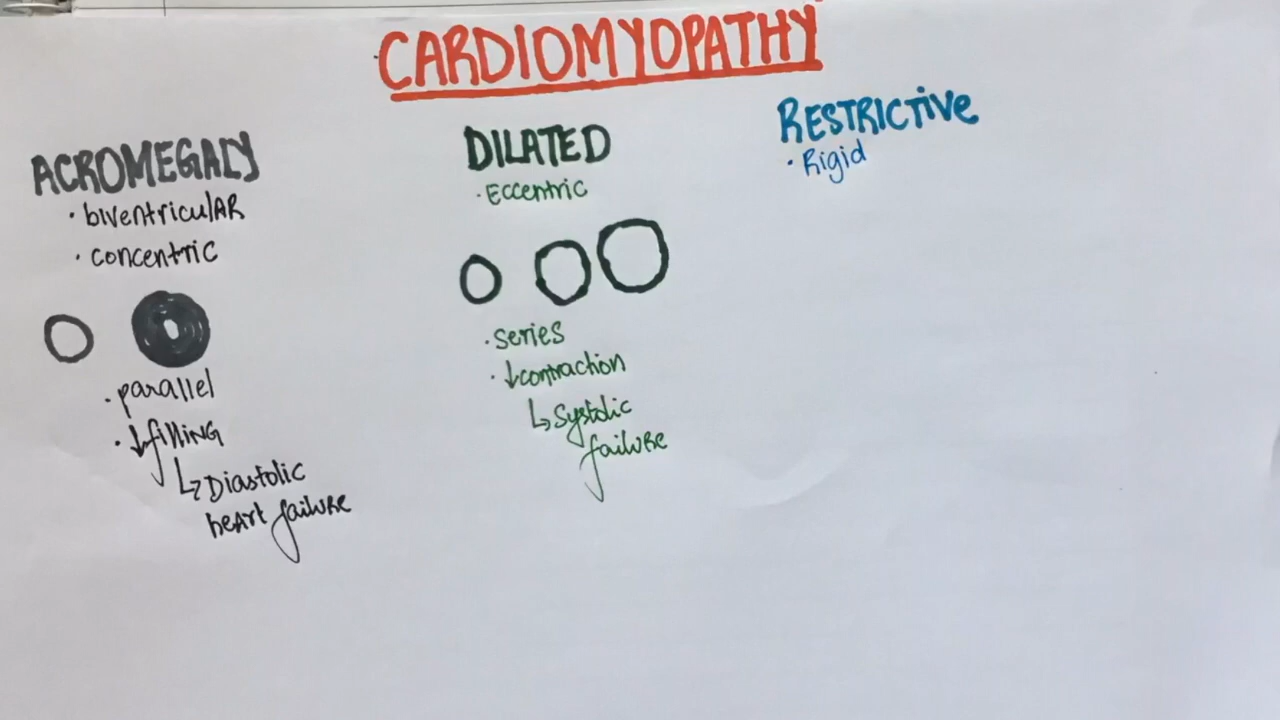 CARDIOMYOPATHY
ACROMEGALY
· biventriculAR
· concentric
· parallel
· ↓filling
↳ Diastolic
heart failure
DILATED
· Eccentric
· series
· ↓contraction
↳ Systolic
failure
RESTRICTIVE
· Rigid